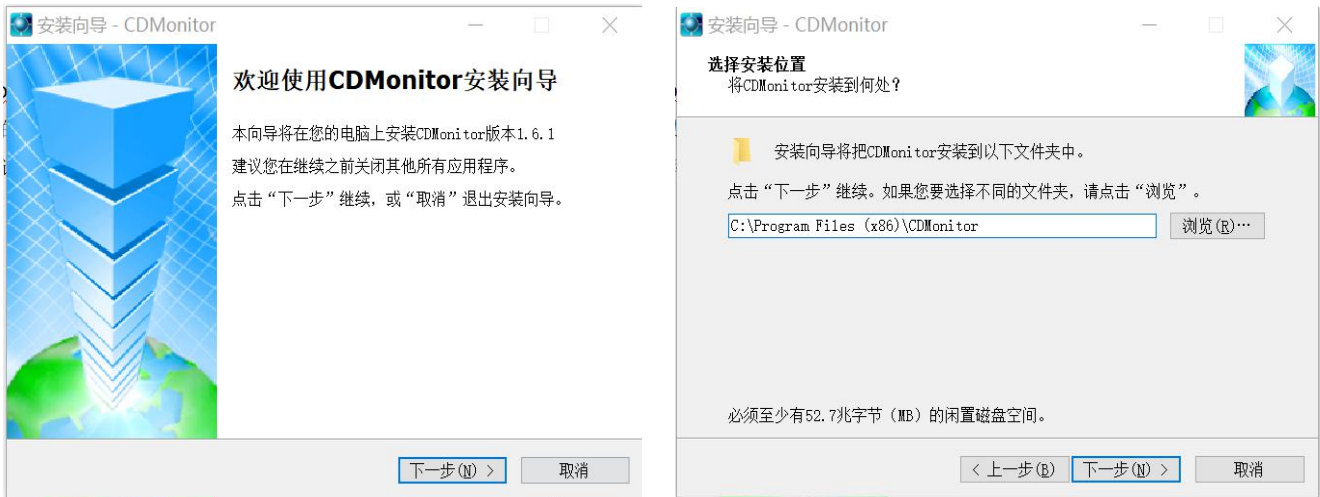 安装向导 - CDMonitor
欢迎使用CDMonitor安装向导
本向导将在您的电脑上安装CDMonitor版本1.6.1
建议您在继续之前关闭其他所有应用程序。
点击“下一步”继续，或“取消”退出安装向导。
下一步(N) >
取消
安装向导 - CDMonitor
选择安装位置
将CDMonitor安装到何处？
安装向导将把CDMonitor安装到以下文件夹中。
点击“下一步”继续。如果您要选择不同的文件夹，请点击“浏览”。
C:\Program Files (x86)\CDMonitor
浏览(R)…
必须至少有52.7兆字节（MB）的闲置磁盘空间。
< 上一步(B)
下一步(N) >
取消